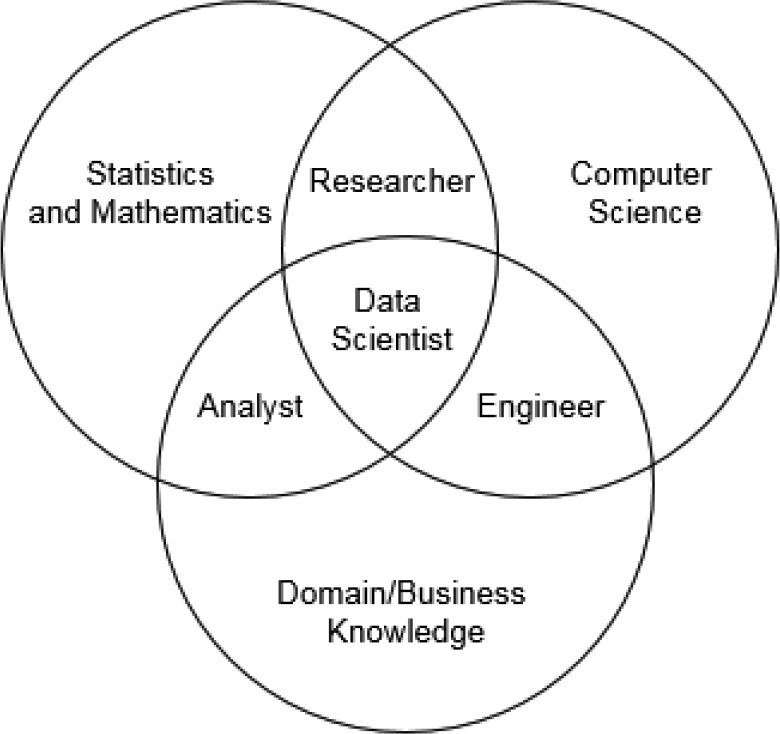 Statistics
and Mathematics
Researcher
Computer
Science
Data
Scientist
Analyst
Engineer
Domain/Business
Knowledge